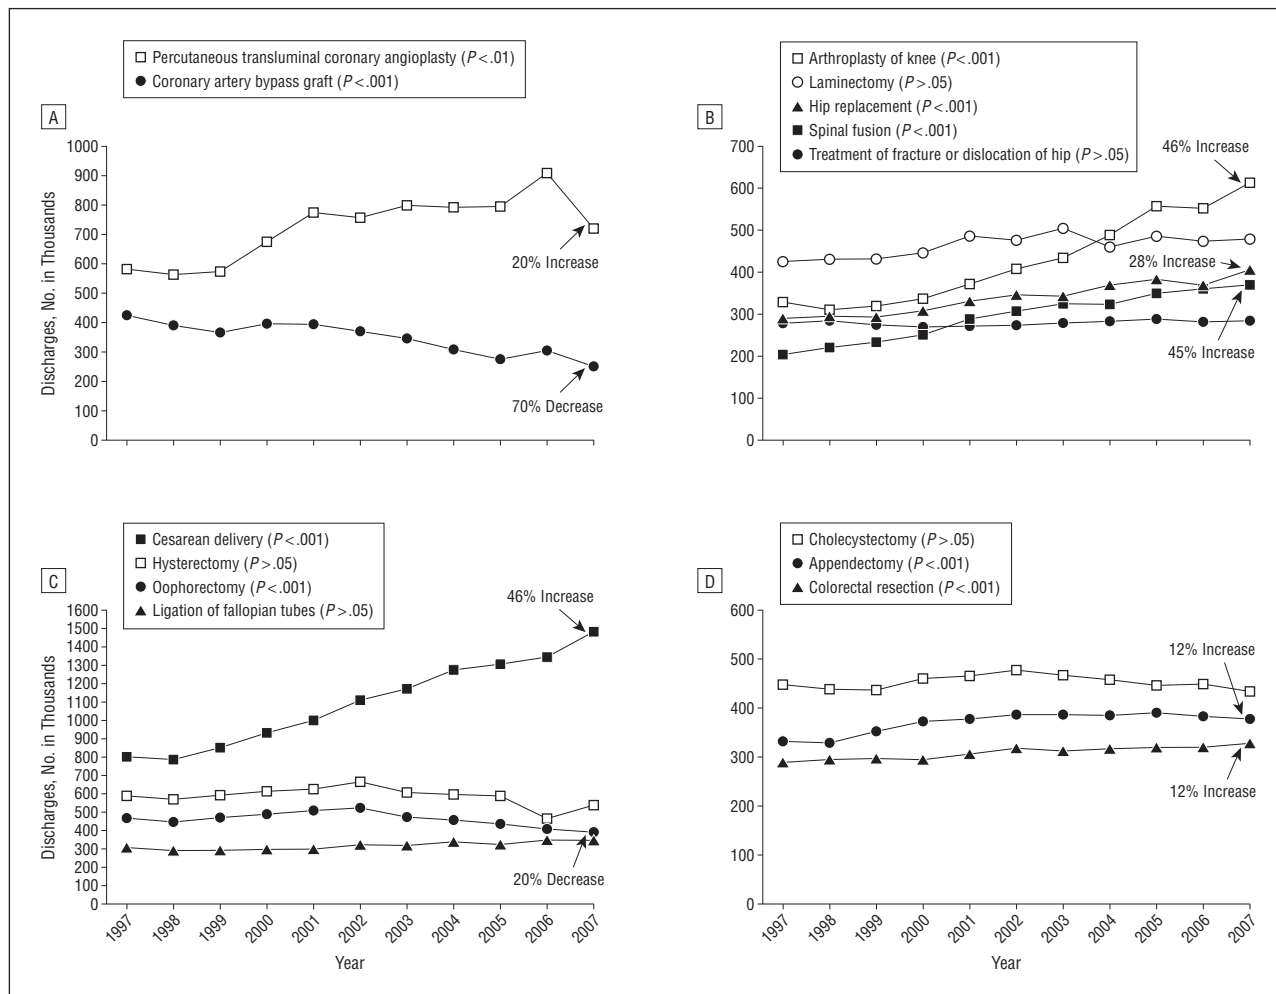 Percutaneous transluminal coronary angioplasty (P<.01)
Coronary artery bypass graft (P<.001)
A
1000
900
800
700
600
500
400
300
200
100
0
Discharges, No. in Thousands
20% Increase
70% Decrease
Arthroplasty of knee (P<.001)
Laminectomy (P>.05)
Hip replacement (P<.001)
Spinal fusion (P<.001)
Treatment of fracture or dislocation of hip (P>.05)
B
700
600
500
400
300
200
100
0
46% Increase
28% Increase
45% Increase
Cesarean delivery (P<.001)
Hysterectomy (P>.05)
Oophorectomy (P<.001)
Ligation of fallopian tubes (P>.05)
C
1600
1500
1400
1300
1200
1100
1000
900
800
700
600
500
400
300
200
100
0
Discharges, No. in Thousands
46% Increase
20% Decrease
1997
1998
1999
2000
2001
2002
2003
2004
2005
2006
2007
Year
Cholecystectomy (P>.05)
Appendectomy (P<.001)
Colorectal resection (P<.001)
D
600
500
400
300
200
100
0
12% Increase
12% Increase
1997
1998
1999
2000
2001
2002
2003
2004
2005
2006
2007
Year